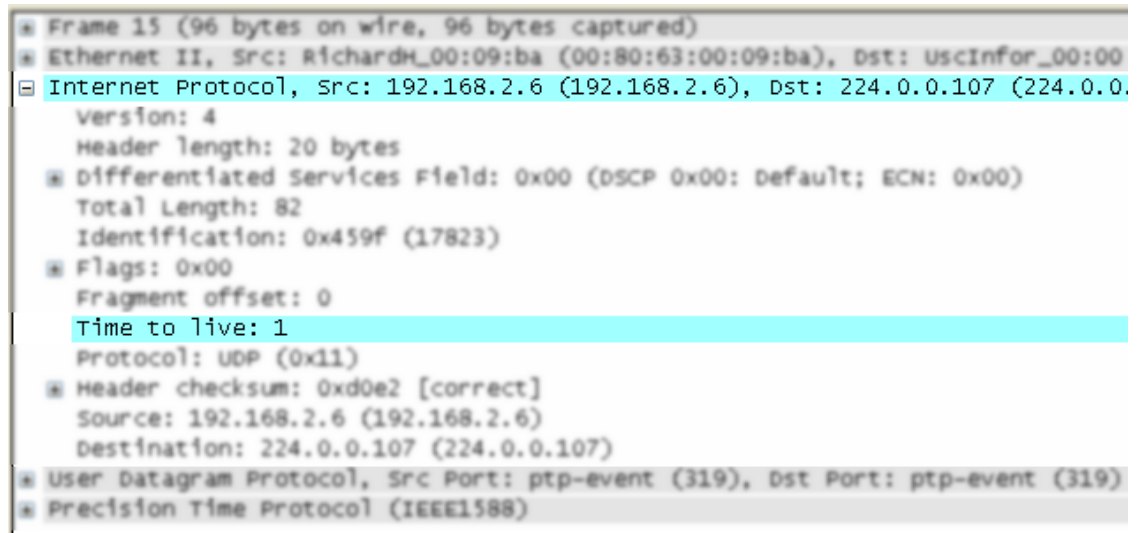 Frame 15 (96 bytes on wire, 96 bytes captured)
Ethernet II, Src: RichardH_00:09:ba (00:80:63:00:09:ba), Dst: UscInfor_00:00
Internet Protocol, Src: 192.168.2.6 (192.168.2.6), Dst: 224.0.0.107 (224.0.0.
Version: 4
Header length: 20 bytes
Differentiated Services Field: 0x00 (DSCP 0x00: Default; ECN: 0x00)
Total Length: 82
Identification: 0x459f (17823)
Flags: 0x00
Fragment offset: 0
Time to live: 1
Protocol: UDP (0x11)
Header checksum: 0xd0e2 [correct]
Source: 192.168.2.6 (192.168.2.6)
Destination: 224.0.0.107 (224.0.0.107)
User Datagram Protocol, Src Port: ptp-event (319), Dst Port: ptp-event (319)
Precision Time Protocol (IEEE1588)